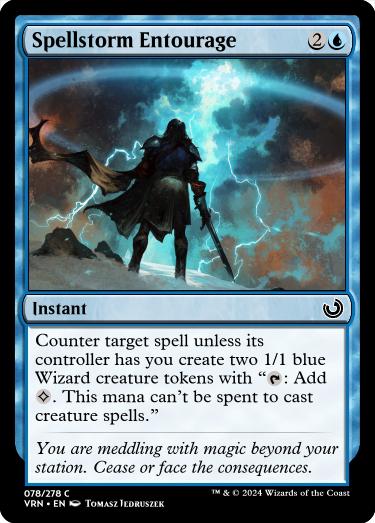 Spellstorm Entourage 2
Instant
Counter target spell unless its
controller has you create two 1/1 blue
Wizard creature tokens with “: Add
. This mana can't be spent to cast
creature spells.”
You are meddling with magic beyond your
station. Cease or face the consequences.
078/278 C
VRN • EN Tomasz Jedruszek
™ & © 2024 Wizards of the Coast